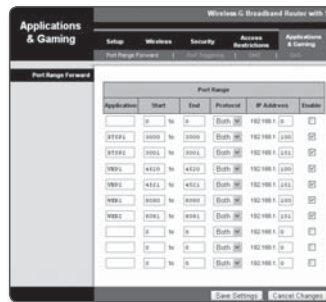 Wireless-G Broadband Router with
Applications & Gaming
Setup Wireless Security Access Restrictions Applications & Gaming
Port Range Forward | Port Triggering | DMZ | QoS
Port Range Forward
Port Range
Application Start End Protocol IP Address Enable
0 to 0 Both 192.168.1. 0
RTSP1 3000 to 3000 Both 192.168.1. 100
RTSP2 3001 to 3001 Both 192.168.1. 101
4520 to 4520 Both 192.168.1. 100
4521 to 4521 Both 192.168.1. 101
WEB1 8080 to 8080 Both 192.168.1. 100
WEB2 8081 to 8081 Both 192.168.1. 101
0 to 0 Both 192.168.1. 0
0 to 0 Both 192.168.1. 0
0 to 0 Both 192.168.1. 0
Save Settings Cancel Changes